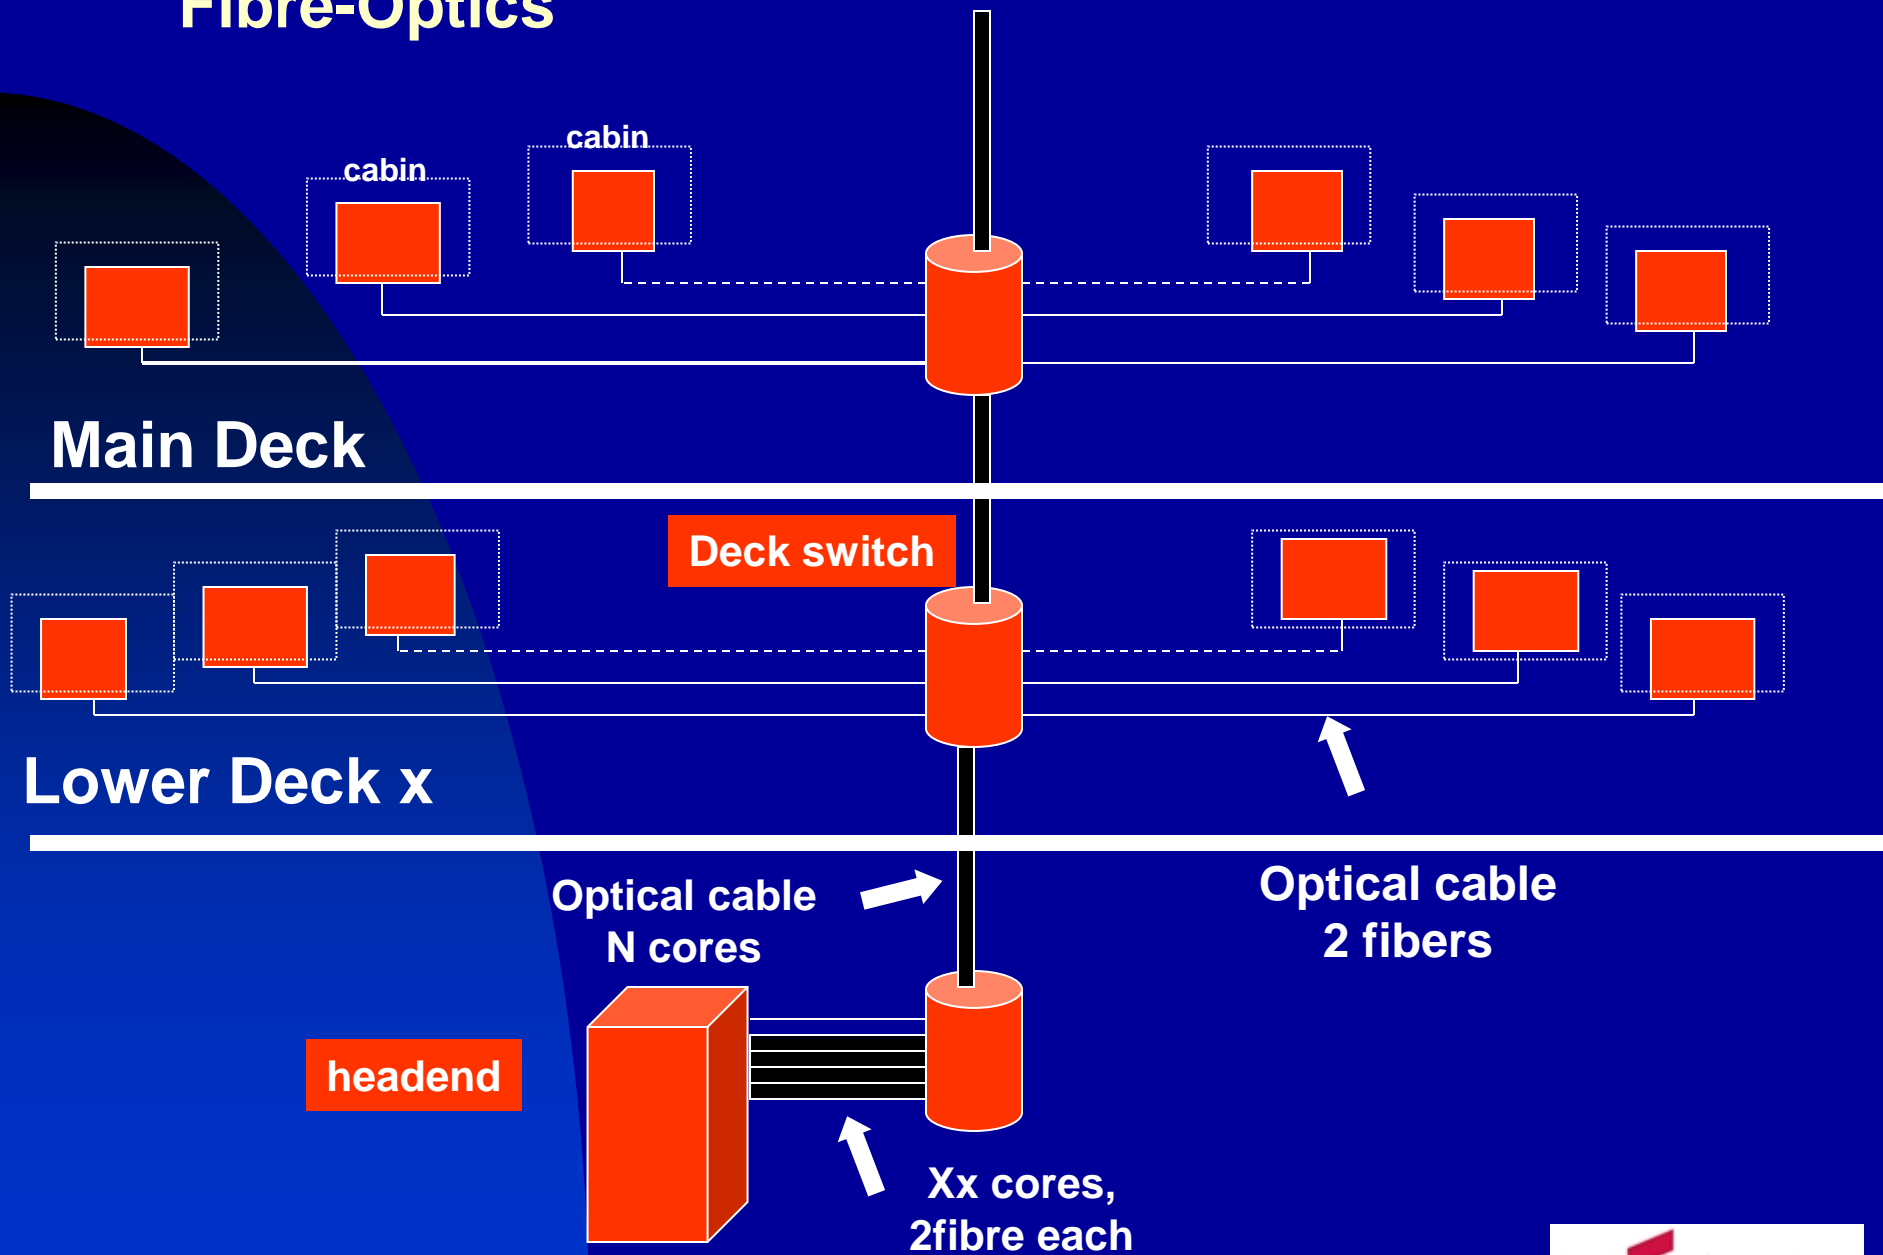 Fibre-Optics
cabin
cabin
Main Deck
Deck switch
Lower Deck x
Optical cable
N cores
Optical cable
2 fibers
headend
Xx cores,
2fibre each